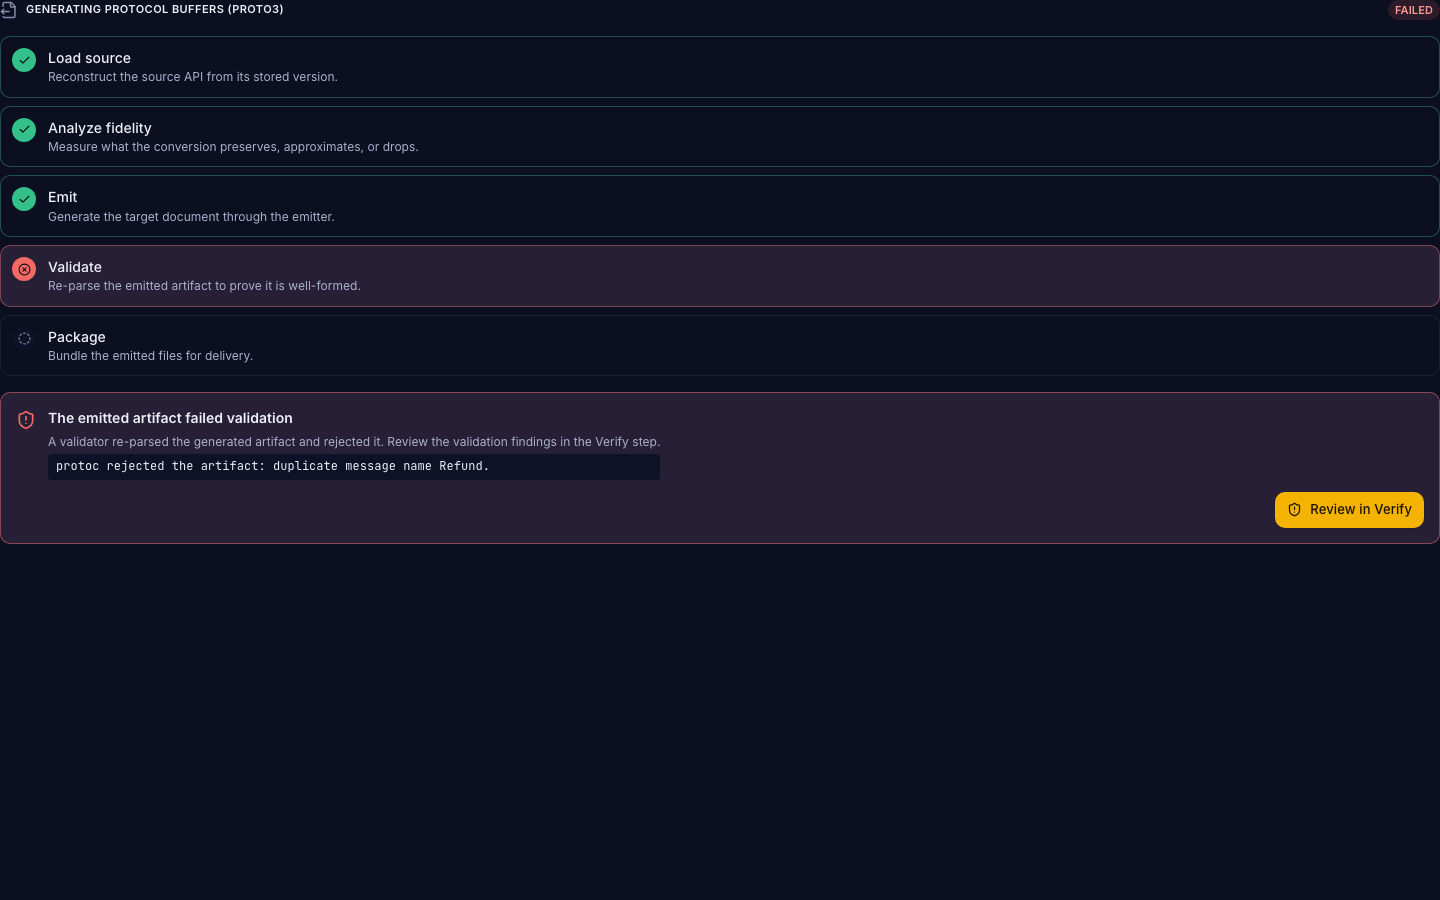 GENERATING PROTOCOL BUFFERS (PROTO3)
FAILED
Load source
Reconstruct the source API from its stored version.
Analyze fidelity
Measure what the conversion preserves, approximates, or drops.
Emit
Generate the target document through the emitter.
Validate
Re-parse the emitted artifact to prove it is well-formed.
Package
Bundle the emitted files for delivery.
The emitted artifact failed validation
A validator re-parsed the generated artifact and rejected it. Review the validation findings in the Verify step.
protoc rejected the artifact: duplicate message name Refund.
Review in Verify